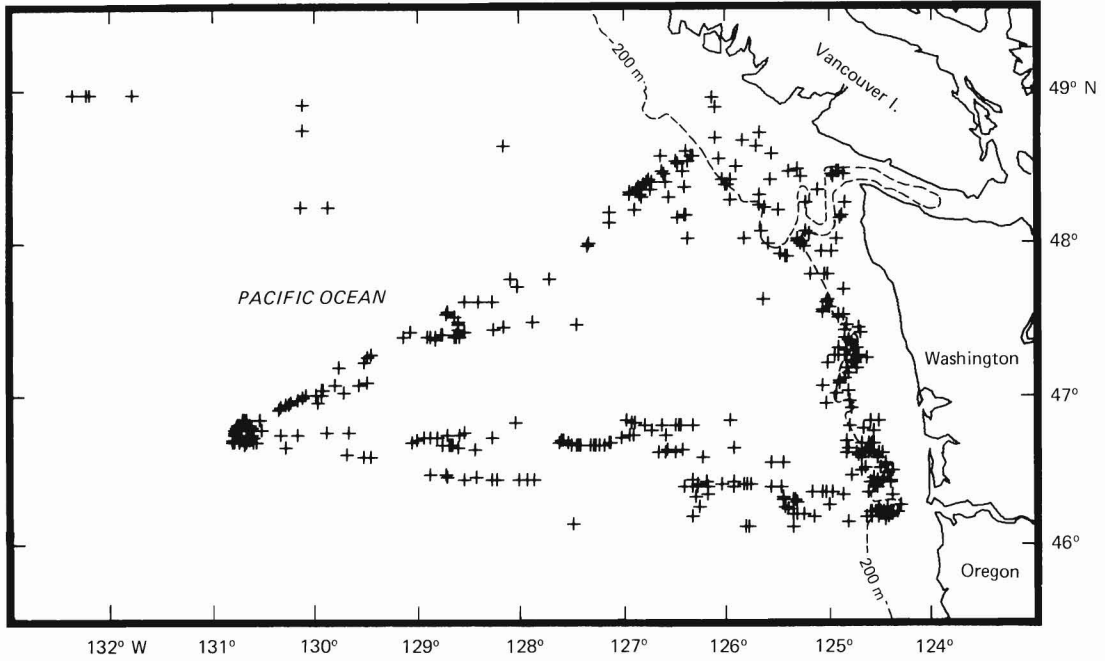 200 m
Vancouver I.
49° N
48°
PACIFIC OCEAN
Washington
47°
46°
Oregon
200 m
132° W
131°
130°
129°
128°
127°
126°
125°
124°